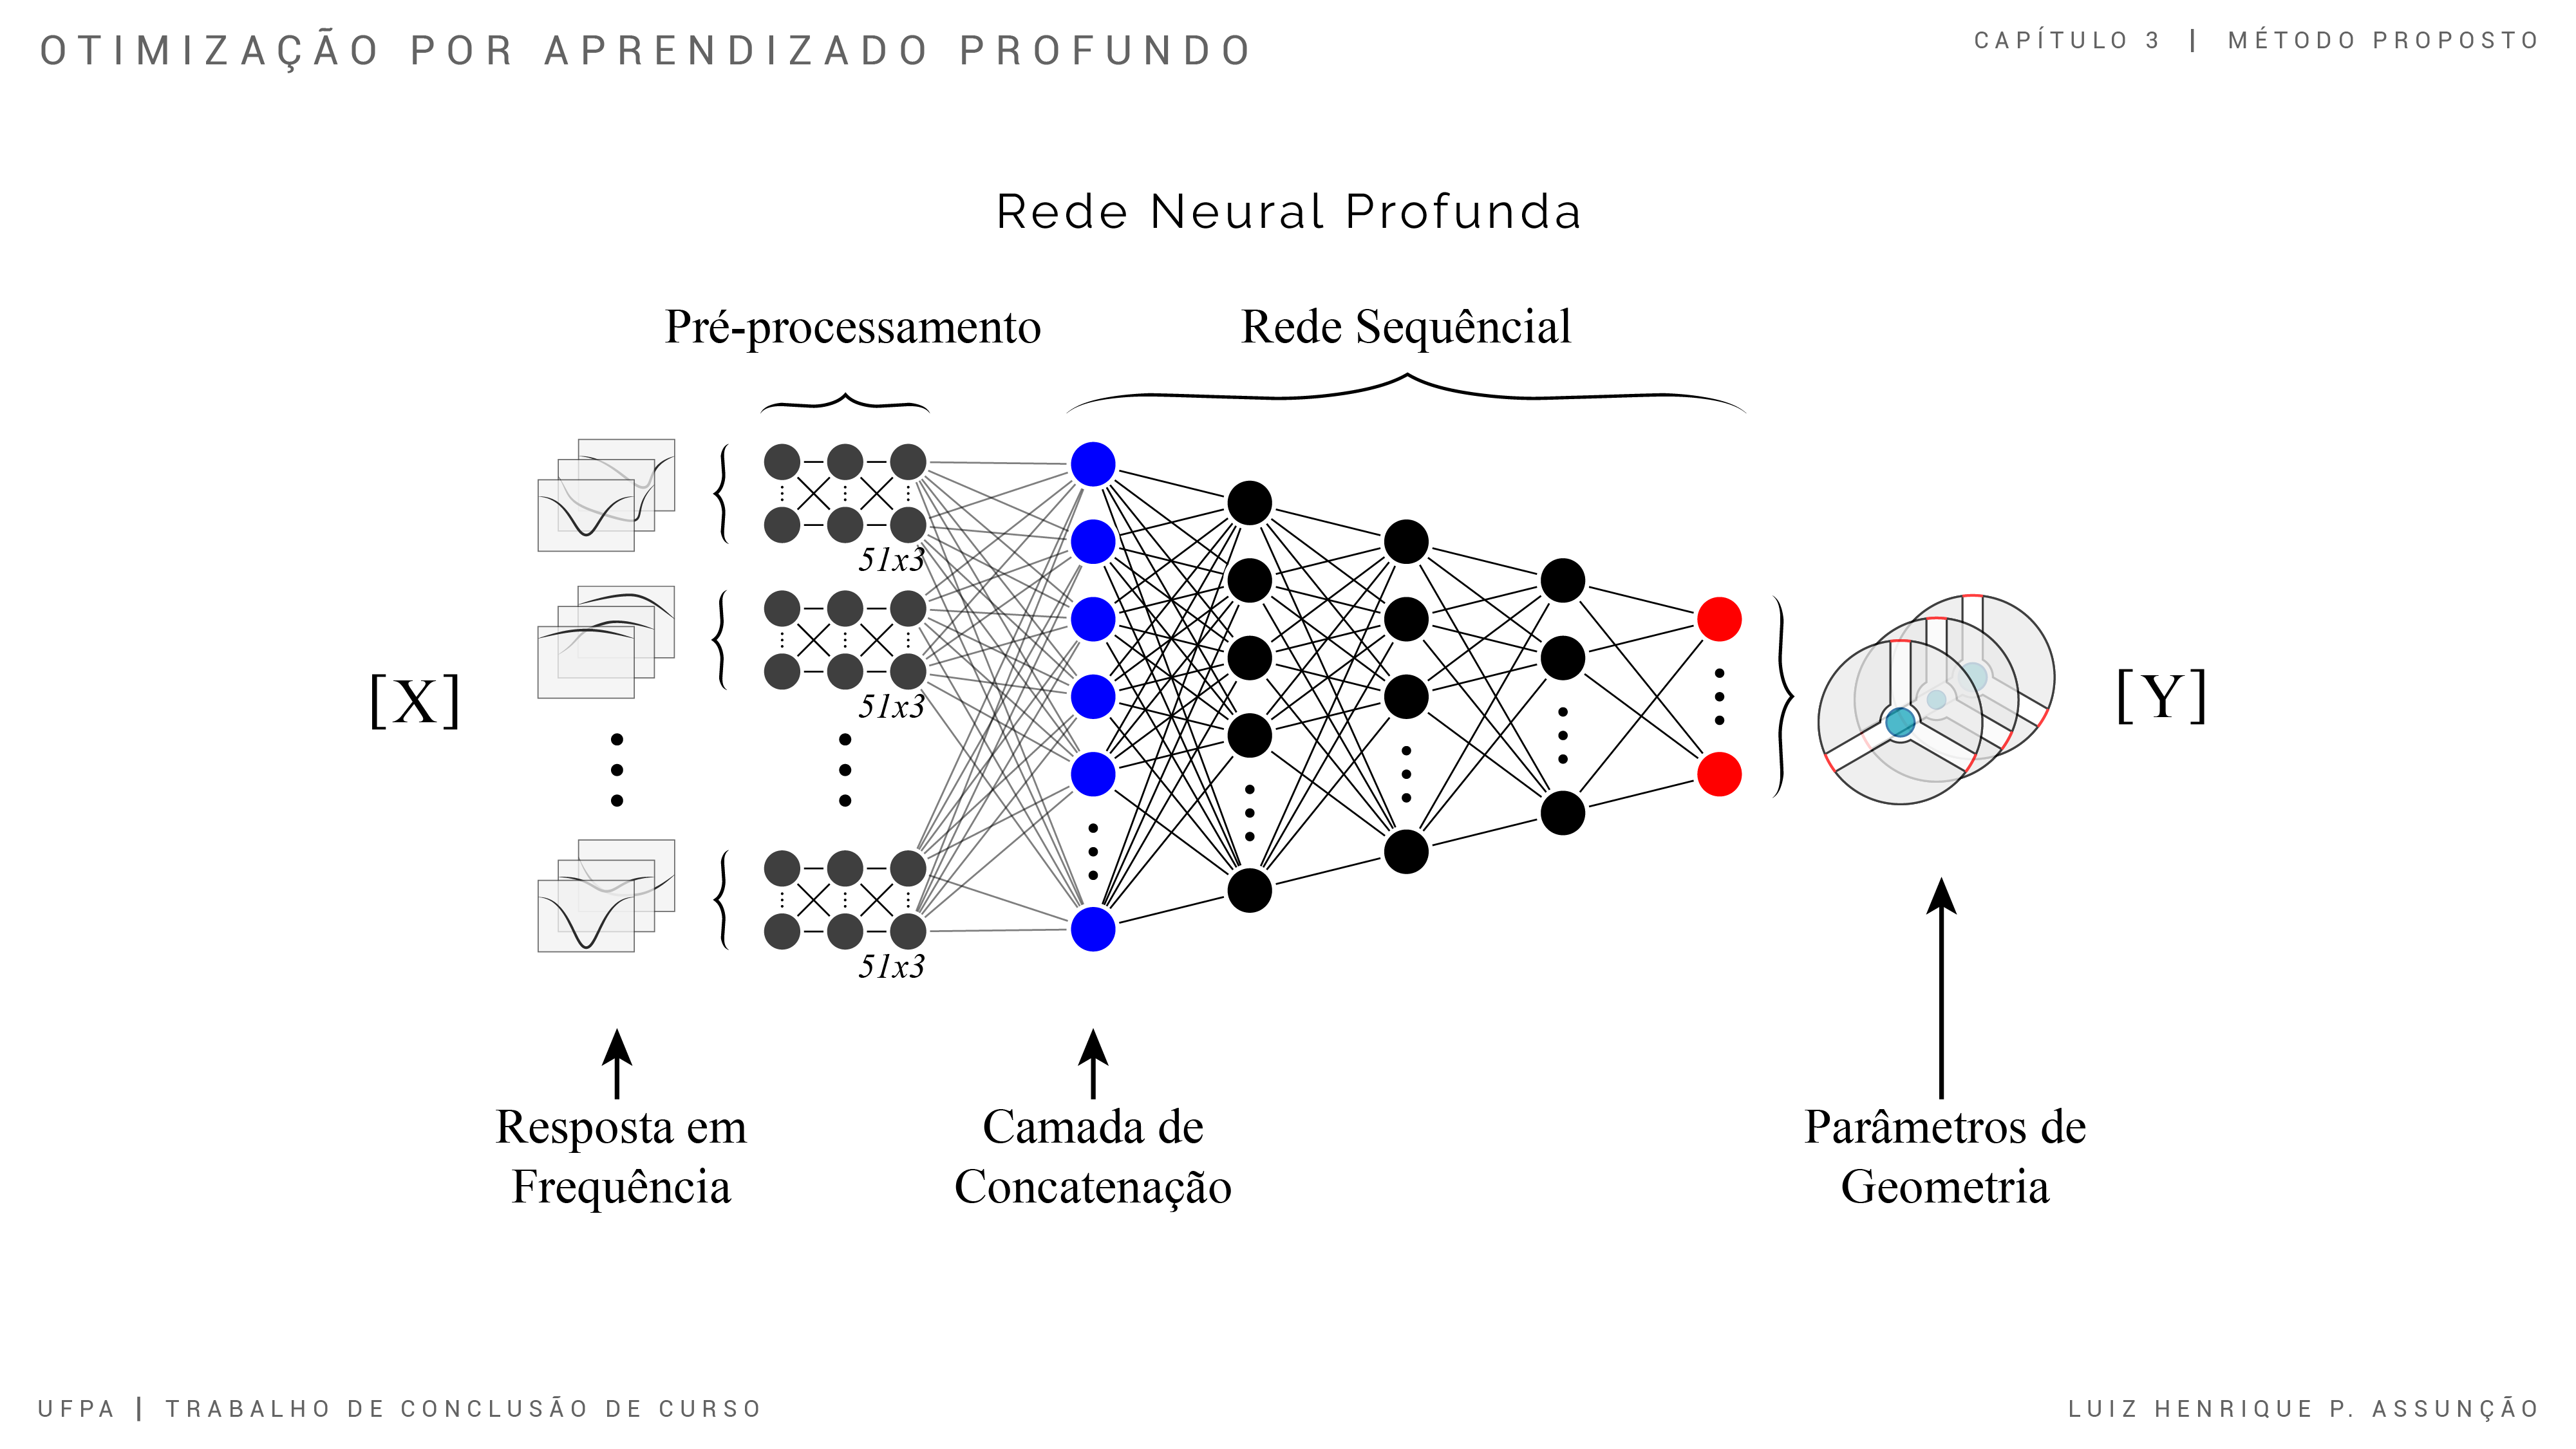 OTIMIZAÇÃO POR APRENDIZADO PROFUNDO
CAPÍTULO 3 | MÉTODO PROPOSTO
Rede Neural Profunda
Pré-processamento
Rede Sequêncial
51x3
51x3
[X]
[Y]
51x3
Resposta em
Frequência
Camada de
Concatenação
Parâmetros de
Geometria
UFPA | TRABALHO DE CONCLUSÃO DE CURSO
LUIZ HENRIQUE P. ASSUNÇÃO